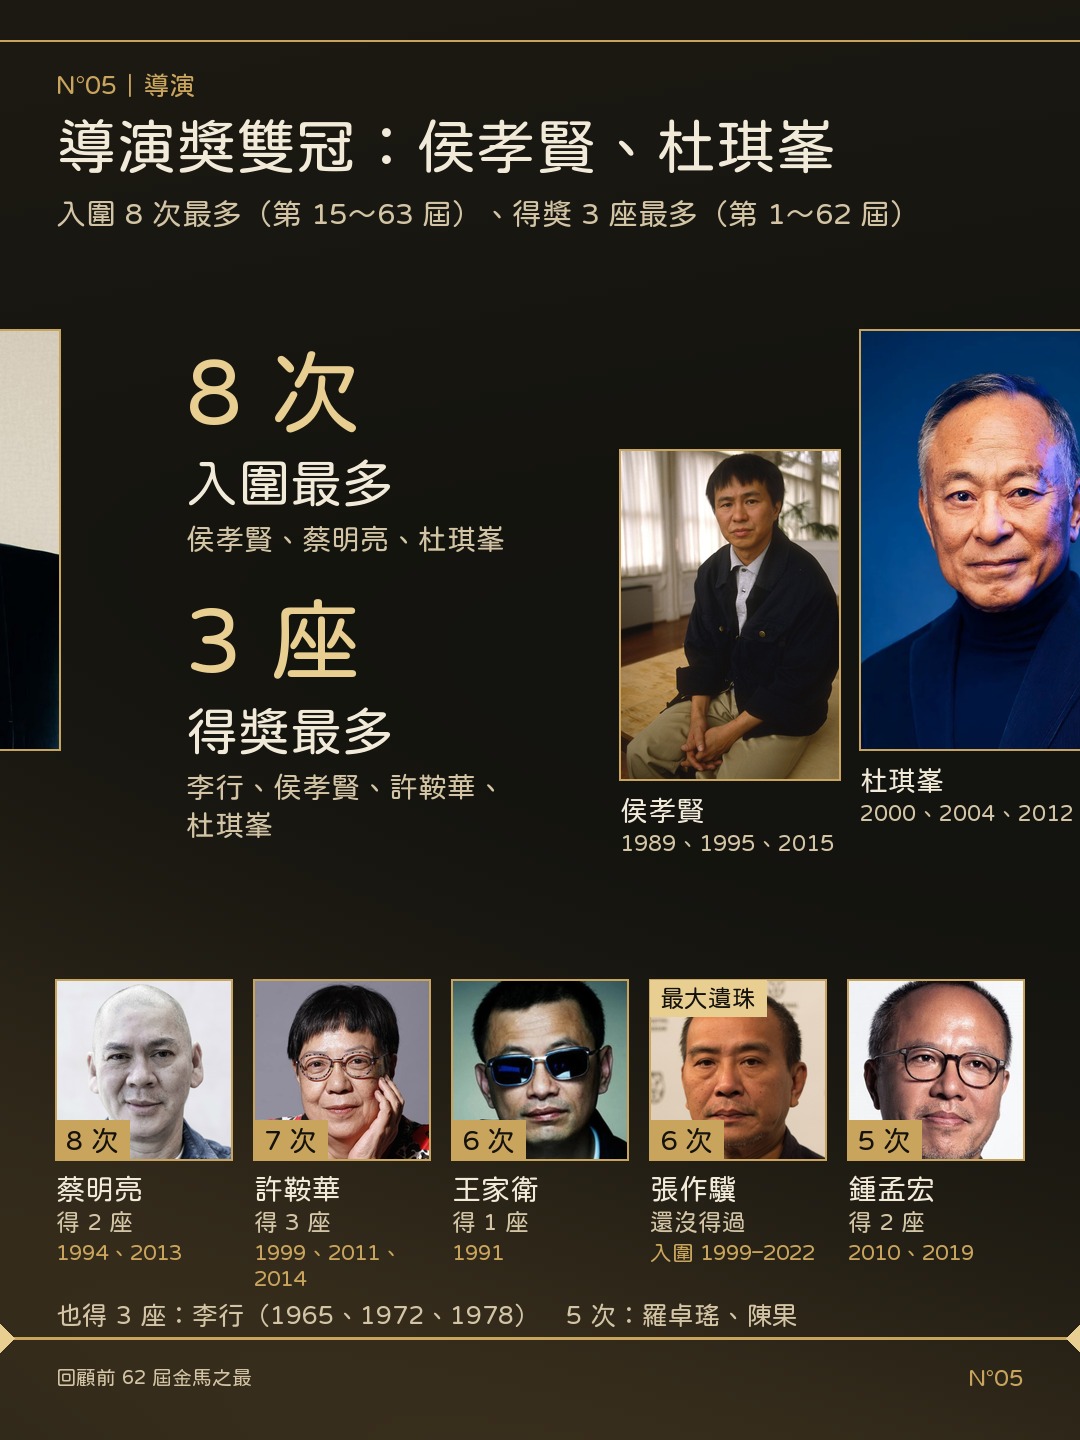 N°05｜導演
導演獎雙冠：侯孝賢、杜琪峯
入圍 8 次最多（第 15～63 屆）、得獎 3 座最多（第 1～62 屆）
8 次
入圍最多
侯孝賢、蔡明亮、杜琪峯
3 座
得獎最多
李行、侯孝賢、許鞍華、
杜琪峯
侯孝賢
1989、1995、2015
杜琪峯
2000、2004、2012
8 次
蔡明亮
得 2 座
1994、2013
7 次
許鞍華
得 3 座
1999、2011、
2014
6 次
王家衛
得 1 座
1991
最大遺珠
6 次
張作驥
還沒得過
入圍 1999–2022
5 次
鍾孟宏
得 2 座
2010、2019
也得 3 座：李行（1965、1972、1978）　5 次：羅卓瑤、陳果
回顧前 62 屆金馬之最
N°05